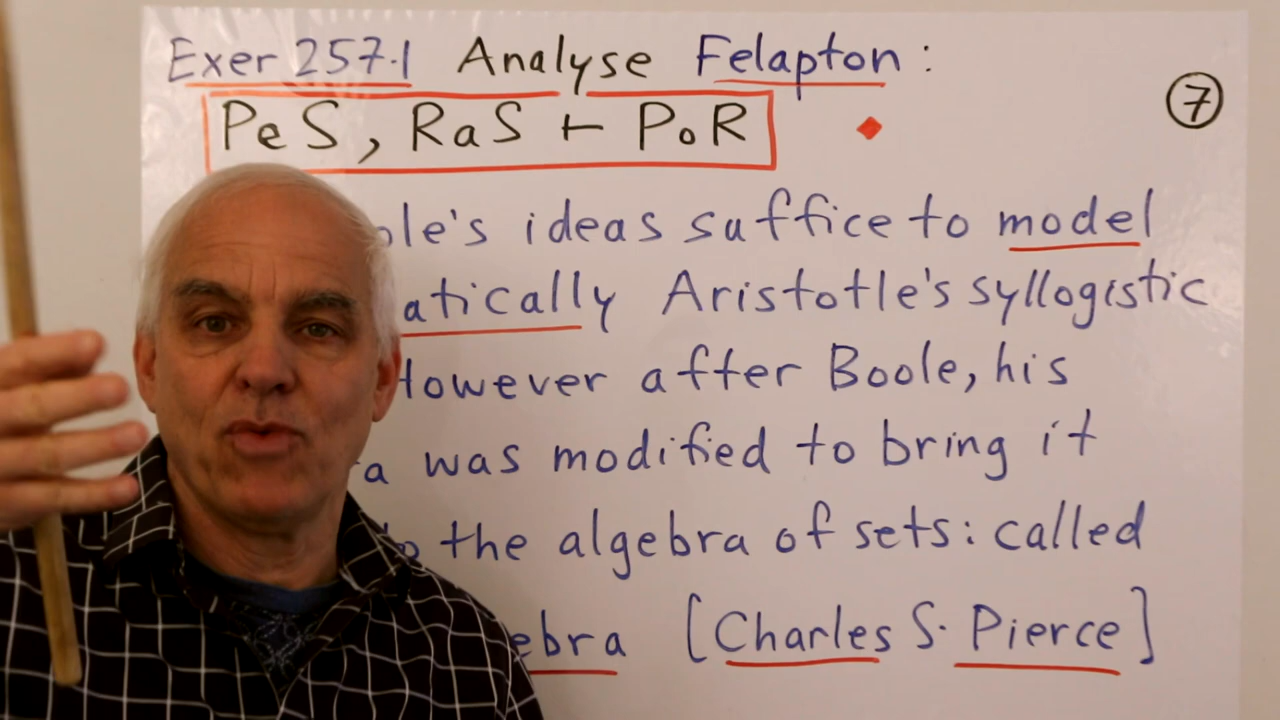 Exer 257.1 Analyse Felapton:
PeS, RaS ⊢ PoR
7
ole's ideas suffice to model
atically Aristotle's syllogistic
However after Boole, his
a was modified to bring it
the algebra of sets: called
ebra [Charles S. Pierce]